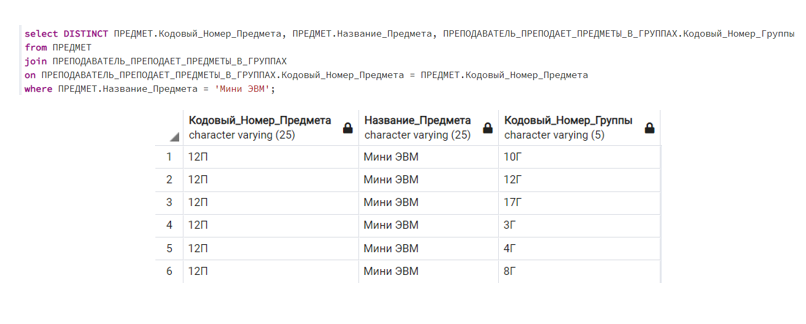 select DISTINCT ПРЕДМЕТ.Кодовый_Номер_Предмета, ПРЕДМЕТ.Название_Предмета, ПРЕПОДАВАТЕЛЬ_ПРЕПОДАЕТ_ПРЕДМЕТЫ_В_ГРУППАХ.Кодовый_Номер_Группы
from ПРЕДМЕТ
join ПРЕПОДАВАТЕЛЬ_ПРЕПОДАЕТ_ПРЕДМЕТЫ_В_ГРУППАХ
on ПРЕПОДАВАТЕЛЬ_ПРЕПОДАЕТ_ПРЕДМЕТЫ_В_ГРУППАХ.Кодовый_Номер_Предмета = ПРЕДМЕТ.Кодовый_Номер_Предмета
where ПРЕДМЕТ.Название_Предмета = 'Мини ЭВМ';
Кодовый_Номер_Предмета Название_Предмета Кодовый_Номер_Группы
character varying (25) character varying (25) character varying (5)
1 12П Мини ЭВМ 10Г
2 12П Мини ЭВМ 12Г
3 12П Мини ЭВМ 17Г
4 12П Мини ЭВМ 3Г
5 12П Мини ЭВМ 4Г
6 12П Мини ЭВМ 8Г